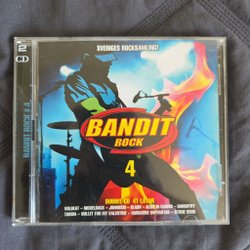 2
CD
BANDIT ROCK # 4
SVERIGES ROCKSAMLING!
BANDIT
ROCK
4
DUBBEL-CD 41 LÅTAR
VOLBEAT – NICKELBACK – JOHNOSSI – BLABY – ALICE IN CHAINS – DAUGHTRY
TAKIDA – BULLET FOR MY VALENTINE – HARDCORE SUPERSTAR – STONE SOUR